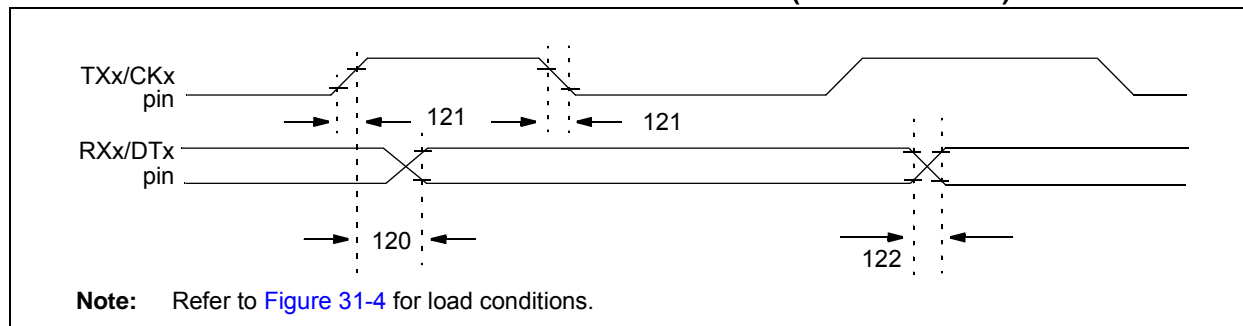 TXx/CKx
pin
121
121
RXx/DTx
pin
120
122
Note: Refer to Figure 31-4 for load conditions.